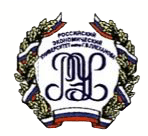 РОССИЙСКИЙ
ЭКОНОМИЧЕСКИЙ
УНИВЕРСИТЕТ имени Г.В.ПЛЕХАНОВА